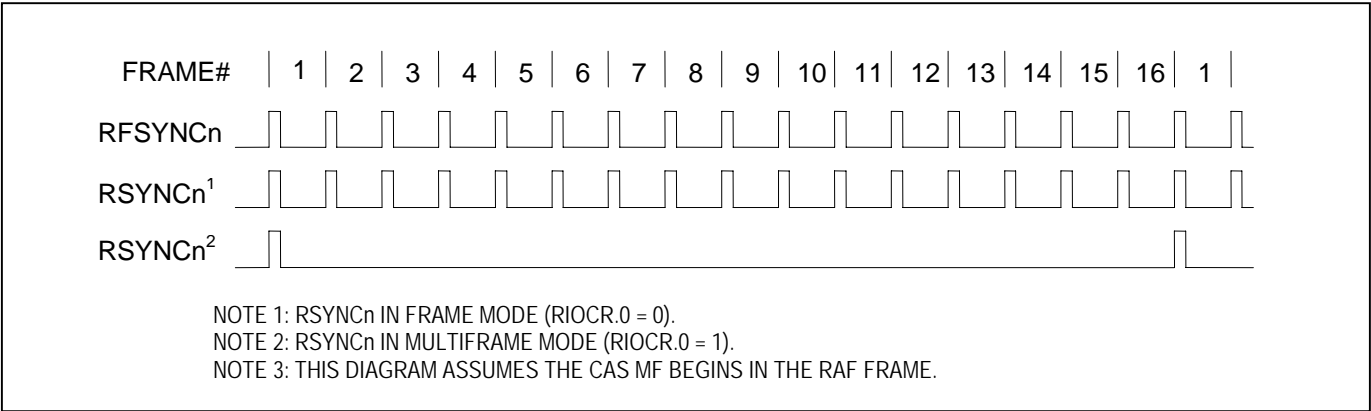 FRAME# 1 2 3 4 5 6 7 8 9 10 11 12 13 14 15 16 1
RFSYNCn
RSYNCn¹
RSYNCn²
NOTE 1: RSYNCn IN FRAME MODE (RIOCR.0 = 0).
NOTE 2: RSYNCn IN MULTIFRAME MODE (RIOCR.0 = 1).
NOTE 3: THIS DIAGRAM ASSUMES THE CAS MF BEGINS IN THE RAF FRAME.